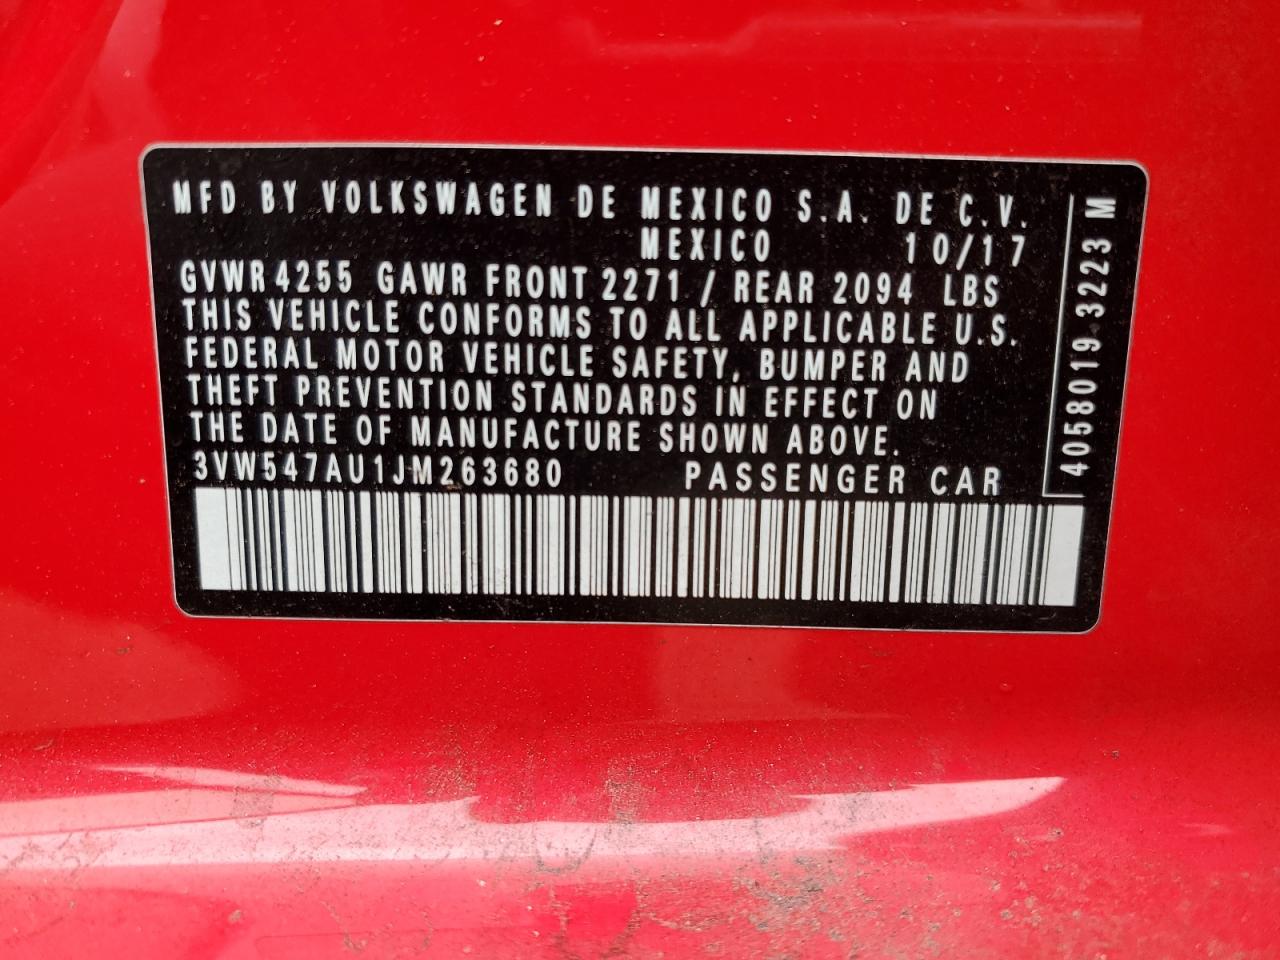 MFD BY VOLKSWAGEN DE MEXICO S.A. DE C.V.
MEXICO 10/17
GVWR 4255 GAWR FRONT 2271 / REAR 2094 LBS
THIS VEHICLE CONFORMS TO ALL APPLICABLE U.S.
FEDERAL MOTOR VEHICLE SAFETY, BUMPER AND
THEFT PREVENTION STANDARDS IN EFFECT ON
THE DATE OF MANUFACTURE SHOWN ABOVE.
3VW547AU1JM263680 PASSENGER CAR
4058019 3223 M